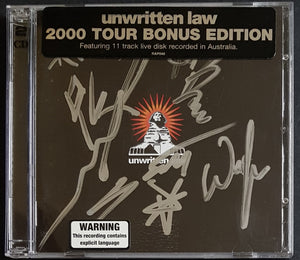 unwritten law
2000 TOUR BONUS EDITION
Featuring 11 track live disk recorded in Australia.
unwritten law
WARNING
This recording contains
explicit language